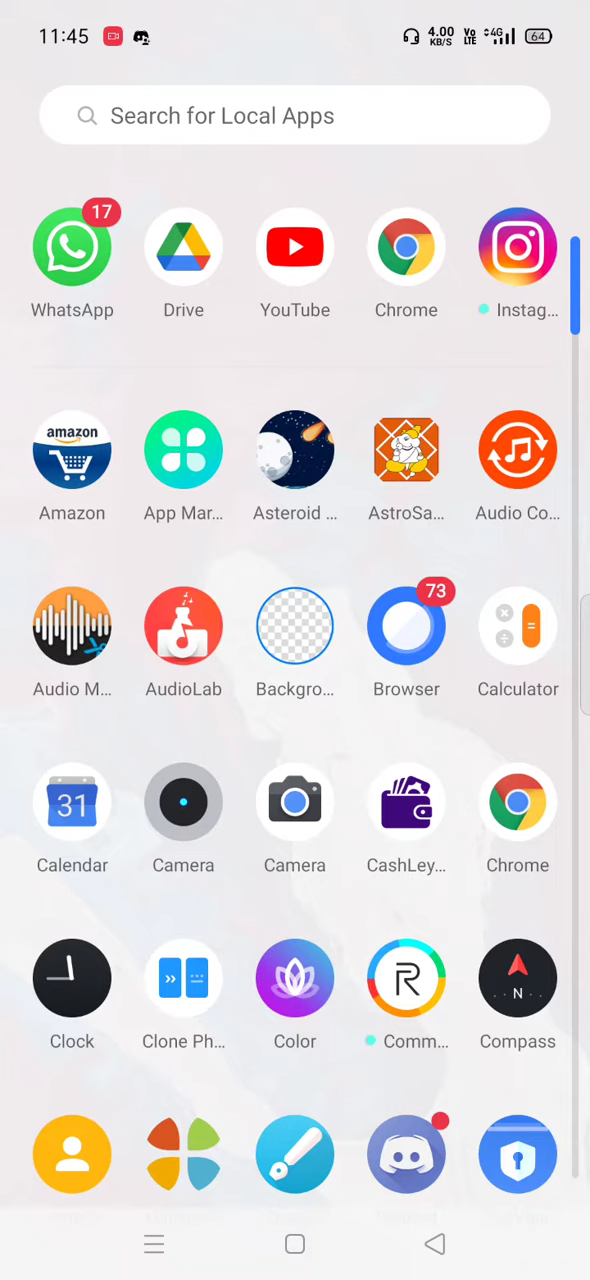 11:45 4.00 KB/S Vo LTE 4G 64
Search for Local Apps
17
WhatsApp Drive YouTube Chrome Instag...
amazon
Amazon App Mar... Asteroid ... AstroSa... Audio Co...
73
Audio M... AudioLab Backgro... Browser Calculator
31
Calendar Camera Camera CashLey... Chrome
R N
Clock Clone Ph... Color Comm... Compass